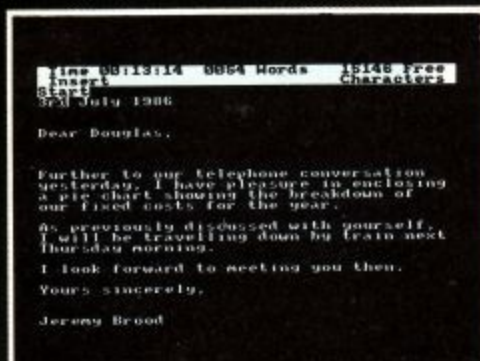 Time 00:13:14 0064 Words 15146 Free
Insert Characters
Start
3rd July 1986
Dear Douglas,
Further to our telephone conversation
yesterday, I have pleasure in enclosing
a pie chart showing the breakdown of
our fixed costs for the year.
As previously discussed with yourself,
I will be travelling down by train next
Thursday morning.
I look forward to meeting you then.
Yours sincerely,
Jeremy Brood